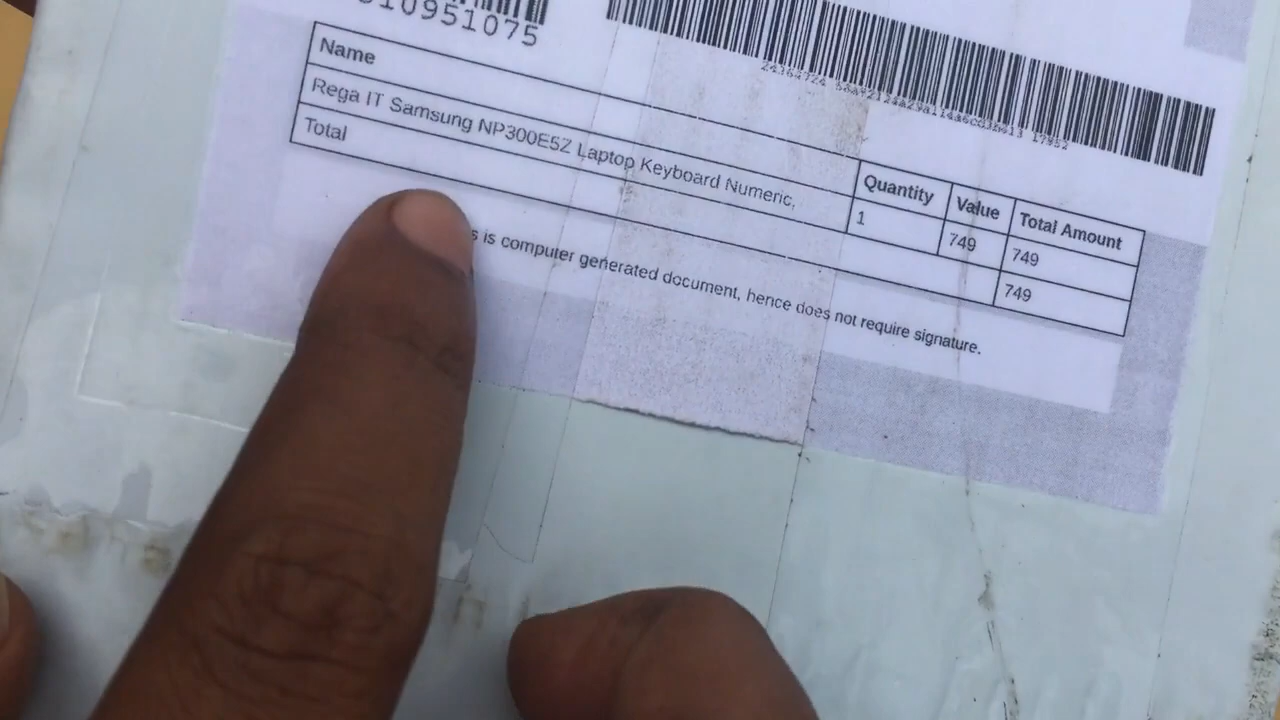 10951075
Name Quantity Value Total Amount
Rega IT Samsung NP300E5Z Laptop Keyboard Numeric, 1 749 749
Total 749
s is computer generated document, hence does not require signature.